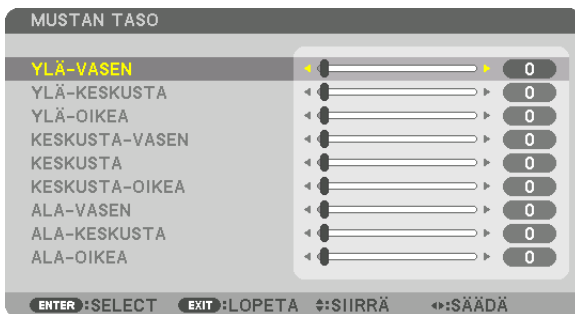 MUSTAN TASO
YLÄ-VASEN 0
YLÄ-KESKUSTA 0
YLÄ-OIKEA 0
KESKUSTA-VASEN 0
KESKUSTA 0
KESKUSTA-OIKEA 0
ALA-VASEN 0
ALA-KESKUSTA 0
ALA-OIKEA 0
ENTER:SELECT EXIT:LOPETA :SIIRRÄ :SÄÄDÄ